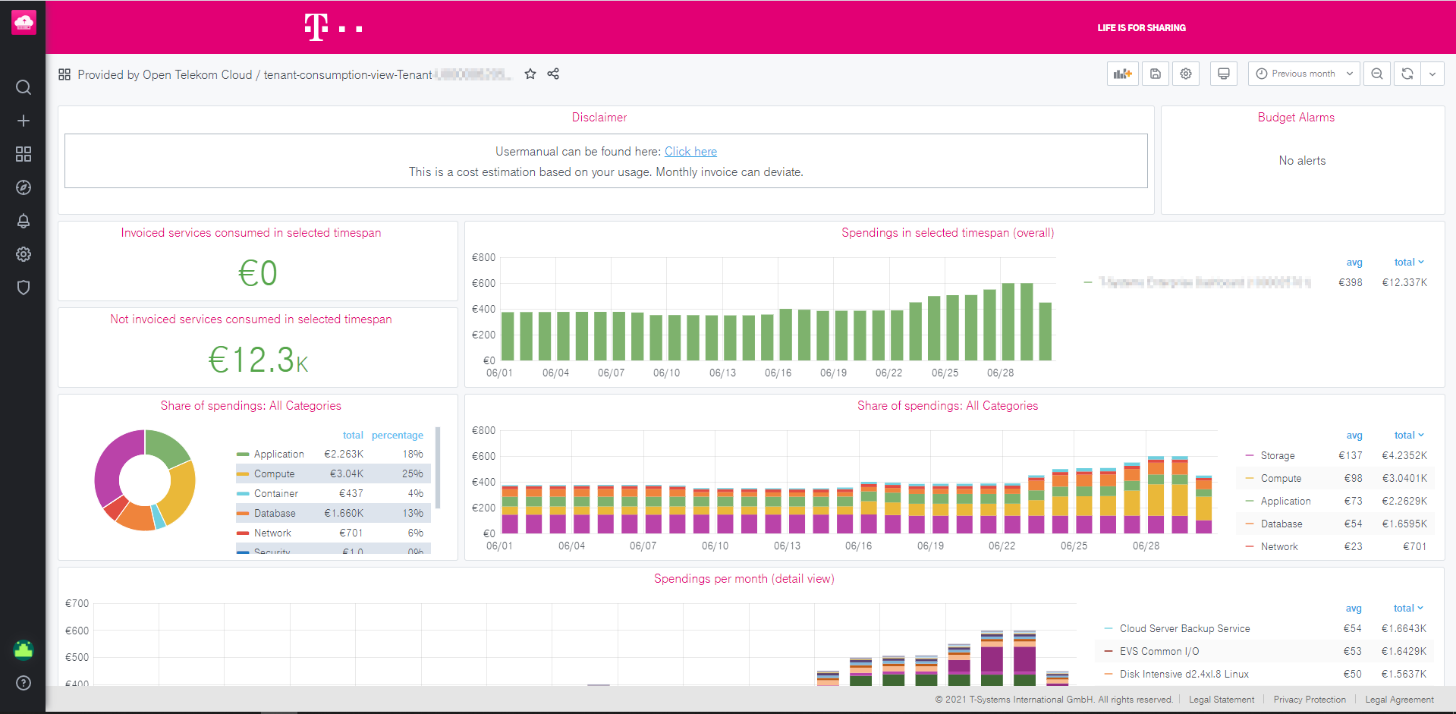 T
LIFE IS FOR SHARING
Provided by Open Telekom Cloud / tenant-consumption-view-Tenant-
Previous month
Disclaimer
Usermanual can be found here: Click here
This is a cost estimation based on your usage. Monthly invoice can deviate.
Budget Alarms
No alerts
Invoiced services consumed in selected timespan
€0
Not invoiced services consumed in selected timespan
€12.3K
Spendings in selected timespan (overall)
€800
€600
€400
€200
€0
06/01 06/04 06/07 06/10 06/13 06/16 06/19 06/22 06/25 06/28
avg total
€398 €12.337K
Share of spendings: All Categories
total percentage
Application €2.263K 18%
Compute €3.04K 25%
Container €437 4%
Database €1.660K 13%
Network €701 6%
Security €1.0 0%
Share of spendings: All Categories
€800
€600
€400
€200
€0
06/01 06/04 06/07 06/10 06/13 06/16 06/19 06/22 06/25 06/28
avg total
Storage €137 €4.2352K
Compute €98 €3.0401K
Application €73 €2.2629K
Database €54 €1.6595K
Network €23 €701
Spendings per month (detail view)
€700
€600
€500
€400
avg total
Cloud Server Backup Service €54 €1.6643K
EVS Common I/O €53 €1.6429K
Disk Intensive d2.4xl.8 Linux €50 €1.5637K
© 2021 T-Systems International GmbH. All rights reserved. | Legal Statement | Privacy Protection | Legal Agreement